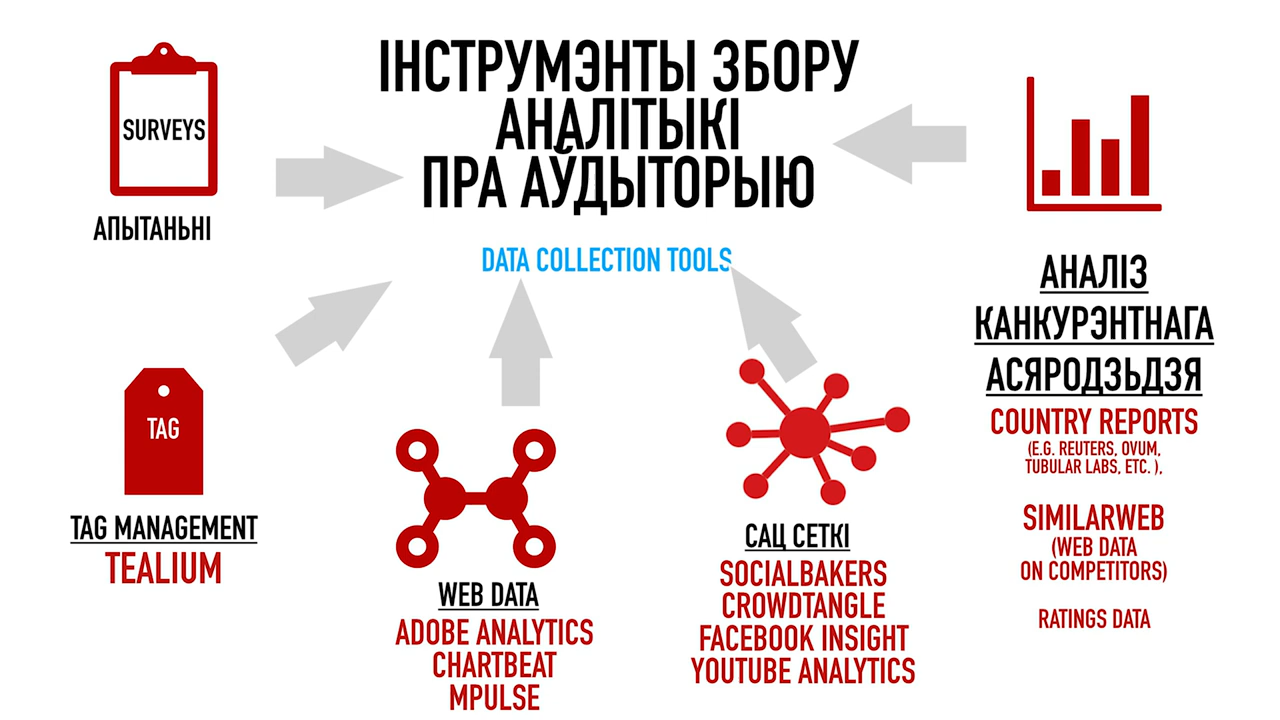 ІНСТРУМЭНТЫ ЗБОРУ
АНАЛІТЫКІ
ПРА АЎДЫТОРЫЮ
DATA COLLECTION TOOLS
SURVEYS
АПЫТАНЬНІ
TAG
TAG MANAGEMENT
TEALIUM
WEB DATA
ADOBE ANALYTICS
CHARTBEAT
MPULSE
САЦ СЕТКІ
SOCIALBAKERS
CROWDTANGLE
FACEBOOK INSIGHT
YOUTUBE ANALYTICS
АНАЛІЗ
КАНКУРЭНТНАГА
АСЯРОДЗЬДЗЯ
COUNTRY REPORTS
(E.G. REUTERS, OVUM,
TUBULAR LABS, ETC. ),
SIMILARWEB
(WEB DATA
ON COMPETITORS)
RATINGS DATA